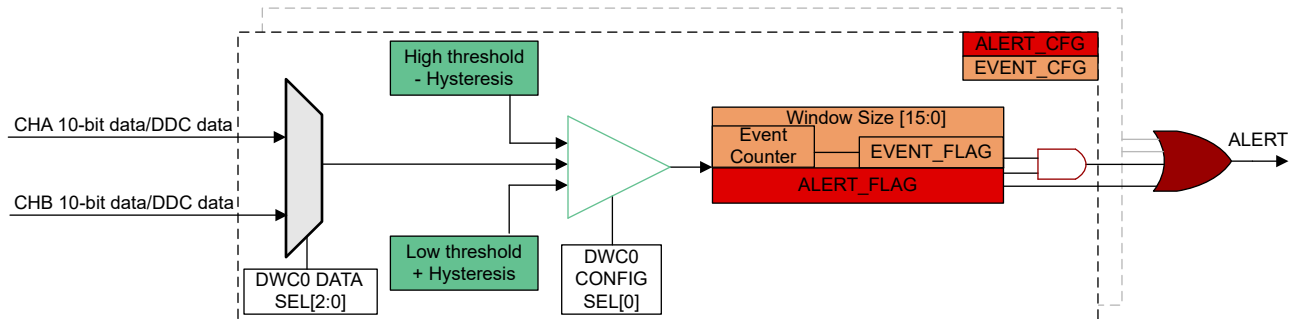 High threshold
- Hysteresis
ALERT_CFG
EVENT_CFG
CHA 10-bit data/DDC data
CHB 10-bit data/DDC data
Window Size [15:0]
Event
Counter
EVENT_FLAG
ALERT_FLAG
ALERT
Low threshold
+ Hysteresis
DWC0 DATA
SEL[2:0]
DWC0
CONFIG
SEL[0]